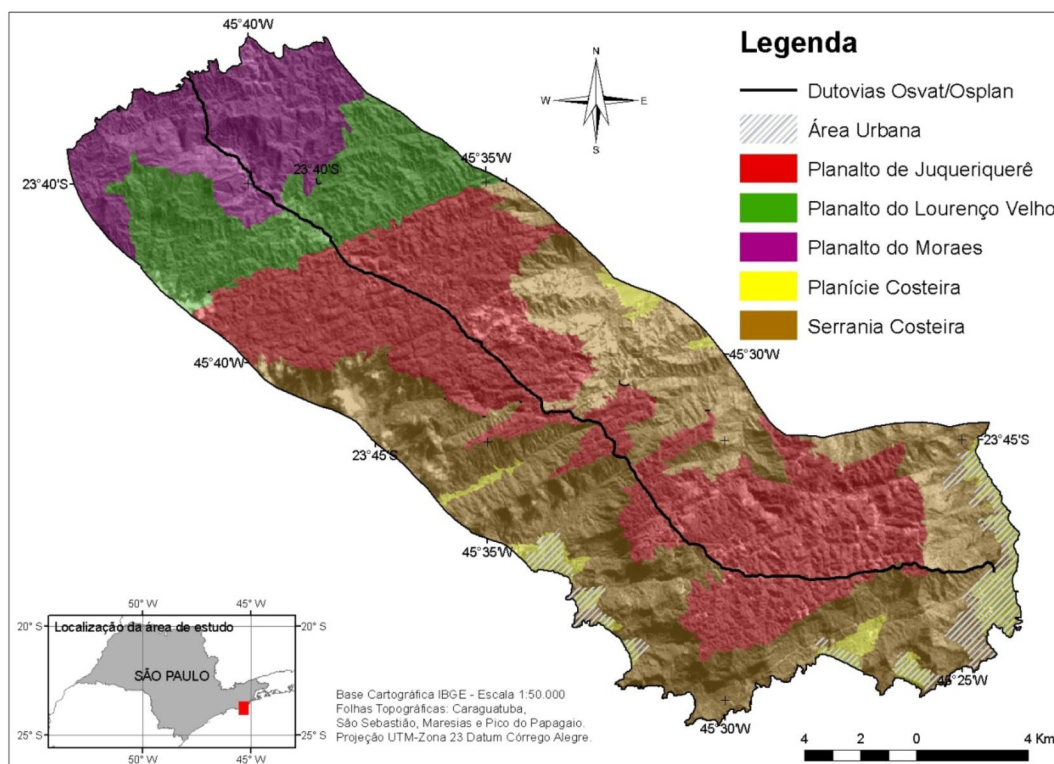 45°40'W
Legenda
N
W E
S
Dutovias Osvat/Osplan
Área Urbana
Planalto de Juqueriquerê
Planalto do Lourenço Velho
Planalto do Moraes
Planície Costeira
Serrania Costeira
45°35'W
23°40'S
23°40'S
45°40'W
45°30'W
23°45'S
23°45'S
45°35'W
45°25'W
45°30'W
50° W 45° W
20° S 20° S
Localização da área de estudo
SÃO PAULO
25° S 25° S
50° W 45° W
Base Cartográfica IBGE - Escala 1:50.000
Folhas Topográficas: Caraguatuba,
São Sebastião, Maresias e Pico do Papagaio.
Projeção UTM-Zona 23 Datum Córrego Alegre.
4 2 0 4 Km